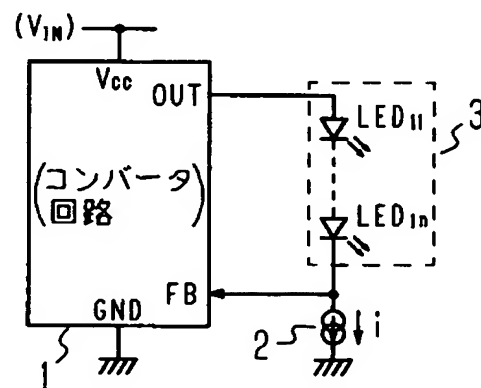 (VIN)
Vcc
OUT
LED11
3
(コンバータ
回路)
LED1n
FB
GND
2
i
1